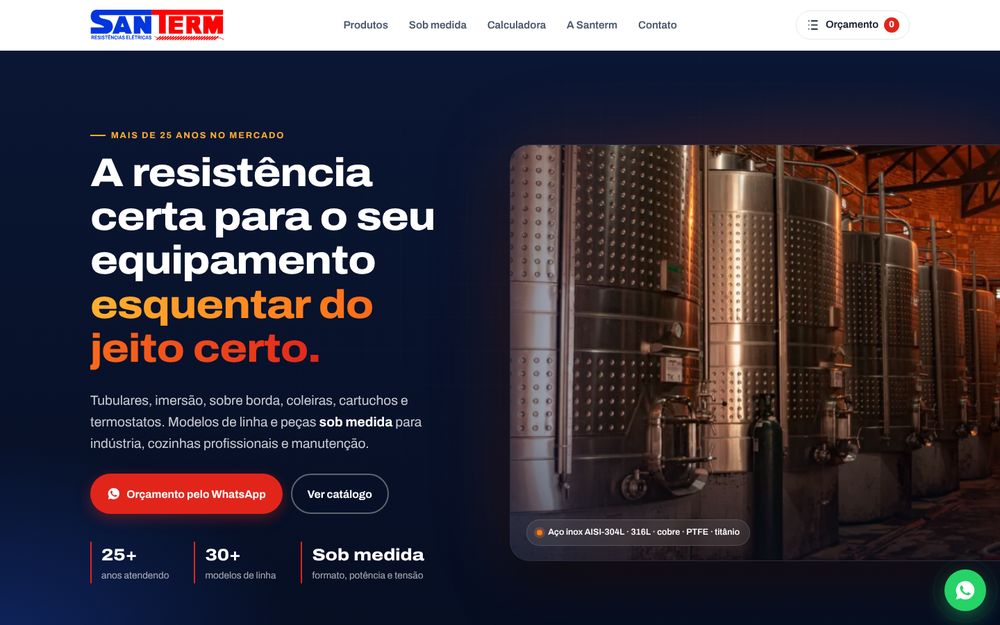 SANTERM
RESISTÊNCIAS ELÉTRICAS
Produtos
Sob medida
Calculadora
A Santerm
Contato
Orçamento 0
MAIS DE 25 ANOS NO MERCADO
A resistência
certa para o seu
equipamento
esquentar do
jeito certo.
Tubulares, imersão, sobre borda, coleiras, cartuchos e
termostatos. Modelos de linha e peças sob medida para
indústria, cozinhas profissionais e manutenção.
Orçamento pelo WhatsApp
Ver catálogo
25+
anos atendendo
30+
modelos de linha
Sob medida
formato, potência e tensão
Aço inox AISI-304L · 316L · cobre · PTFE · titânio